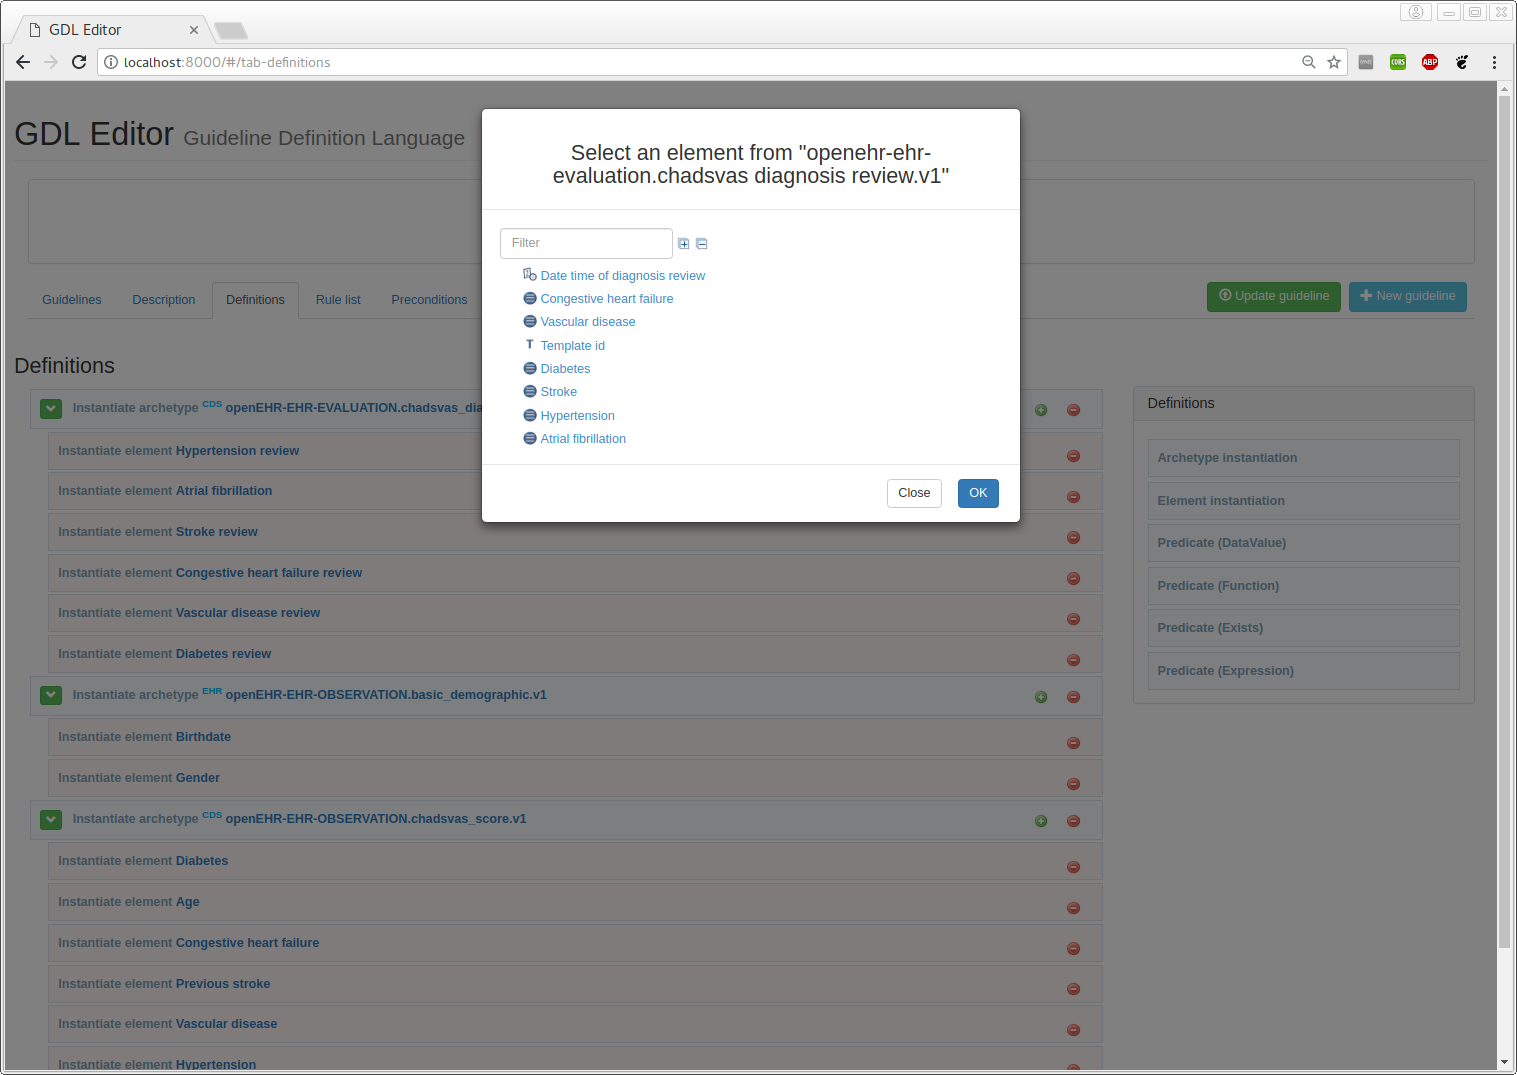 GDL Editor
localhost:8000/#/tab-definitions
CORS
ABP
GDL Editor Guideline Definition Language
Select an element from "openehr-ehr-
evaluation.chadsvas diagnosis review.v1"
Filter
Date time of diagnosis review
Congestive heart failure
Vascular disease
T Template id
Diabetes
Stroke
Hypertension
Atrial fibrillation
Close OK
Guidelines Description Definitions Rule list Preconditions
Update guideline New guideline
Definitions
Instantiate archetype CDS openEHR-EHR-EVALUATION.chadsvas_dia
Instantiate element Hypertension review
Instantiate element Atrial fibrillation
Instantiate element Stroke review
Instantiate element Congestive heart failure review
Instantiate element Vascular disease review
Instantiate element Diabetes review
Instantiate archetype EHR openEHR-EHR-OBSERVATION.basic_demographic.v1
Instantiate element Birthdate
Instantiate element Gender
Instantiate archetype CDS openEHR-EHR-OBSERVATION.chadsvas_score.v1
Instantiate element Diabetes
Instantiate element Age
Instantiate element Congestive heart failure
Instantiate element Previous stroke
Instantiate element Vascular disease
Instantiate element Hypertension
Definitions
Archetype instantiation
Element instantiation
Predicate (DataValue)
Predicate (Function)
Predicate (Exists)
Predicate (Expression)